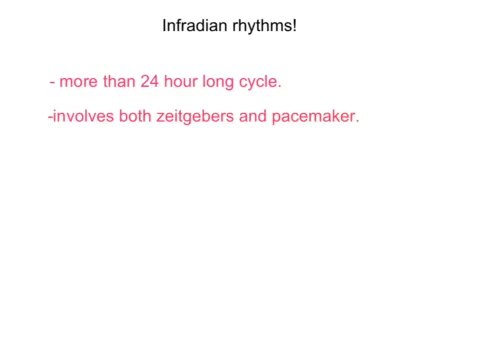 Infradian rhythms!
- more than 24 hour long cycle.
-involves both zeitgebers and pacemaker.